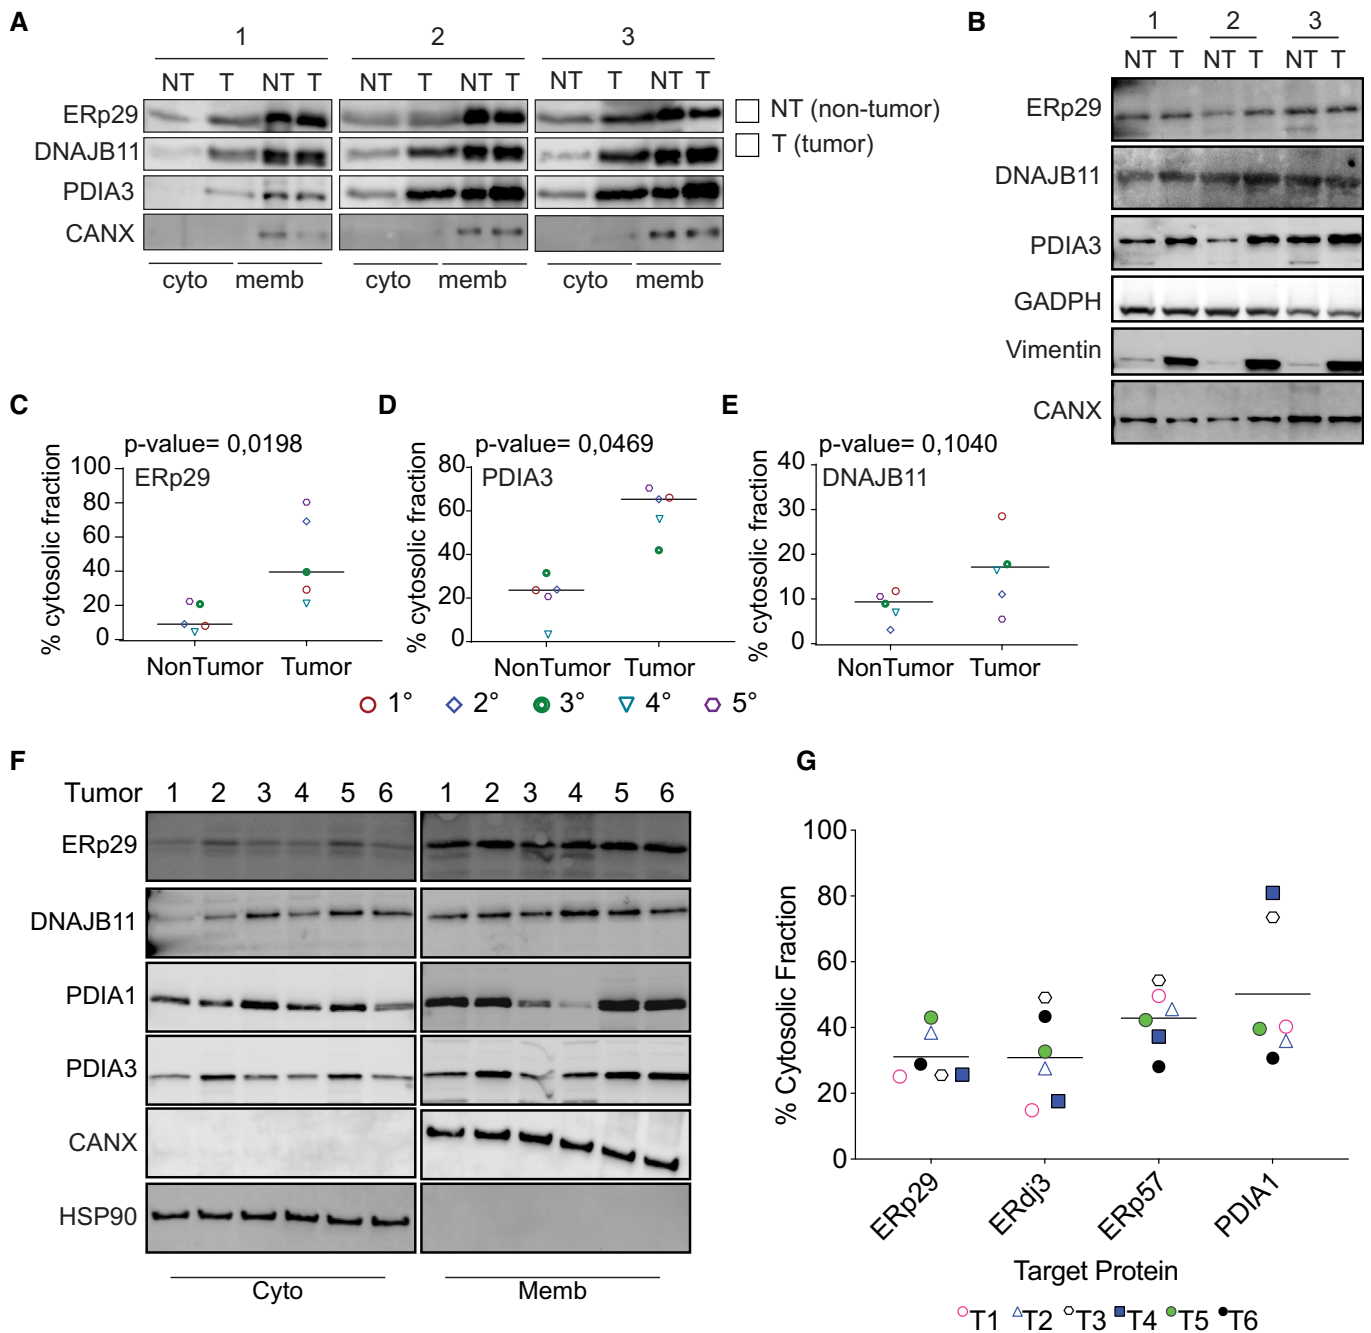 A
1 2 3
NT T NT T NT T NT T NT T NT T
ERp29
DNAJB11
PDIA3
CANX
cyto memb cyto memb cyto memb
NT (non-tumor)
T (tumor)
B
1 2 3
NT T NT T NT T
ERp29
DNAJB11
PDIA3
GADPH
Vimentin
CANX
C
p-value= 0,0198
ERp29
% cytosolic fraction
100
80
60
40
20
0
NonTumor Tumor
D
p-value= 0,0469
PDIA3
% cytosolic fraction
80
60
40
20
0
NonTumor Tumor
E
p-value= 0,1040
DNAJB11
% cytosolic fraction
40
30
20
10
0
NonTumor Tumor
1° 2° 3° 4° 5°
F
Tumor 1 2 3 4 5 6 1 2 3 4 5 6
ERp29
DNAJB11
PDIA1
PDIA3
CANX
HSP90
Cyto Memb
G
% Cytosolic Fraction
100
80
60
40
20
0
ERp29 ERdj3 ERp57 PDIA1
Target Protein
T1 T2 T3 T4 T5 T6